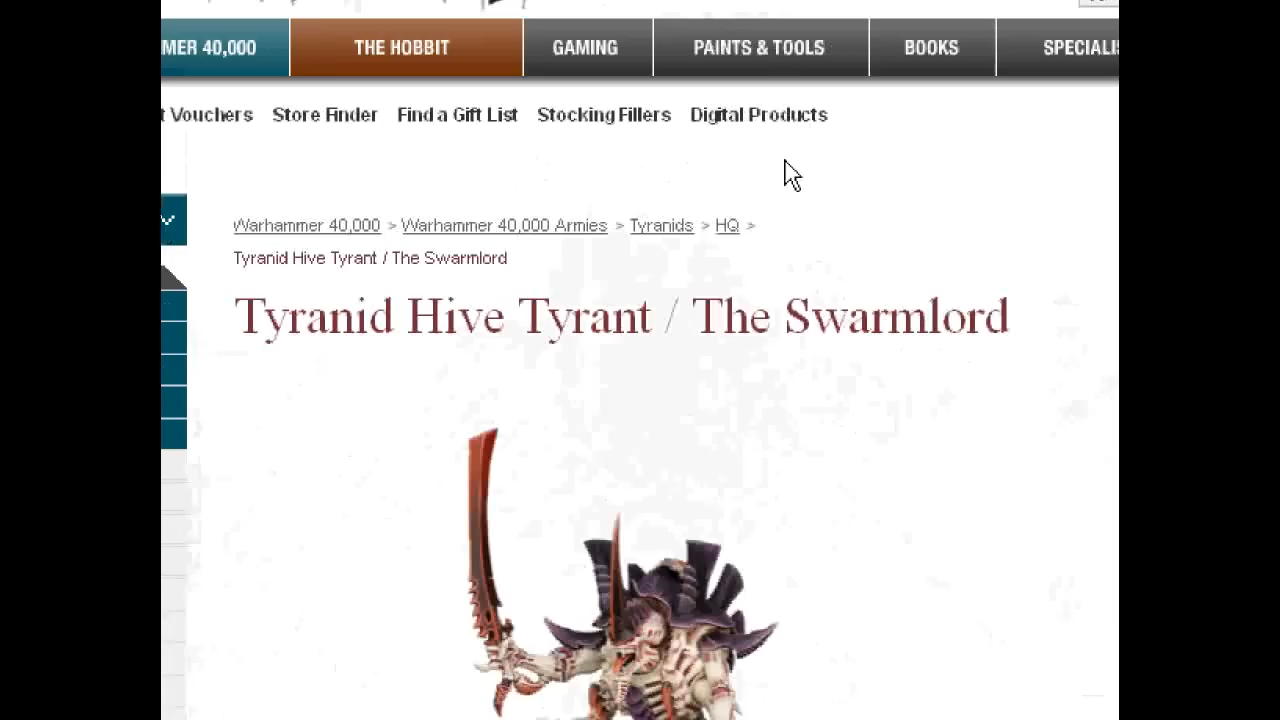 MER 40,000 THE HOBBIT GAMING PAINTS & TOOLS BOOKS SPECIALIS
t Vouchers Store Finder Find a Gift List Stocking Fillers Digital Products
Warhammer 40,000 > Warhammer 40,000 Armies > Tyranids > HQ >
Tyranid Hive Tyrant / The Swarmlord
Tyranid Hive Tyrant / The Swarmlord